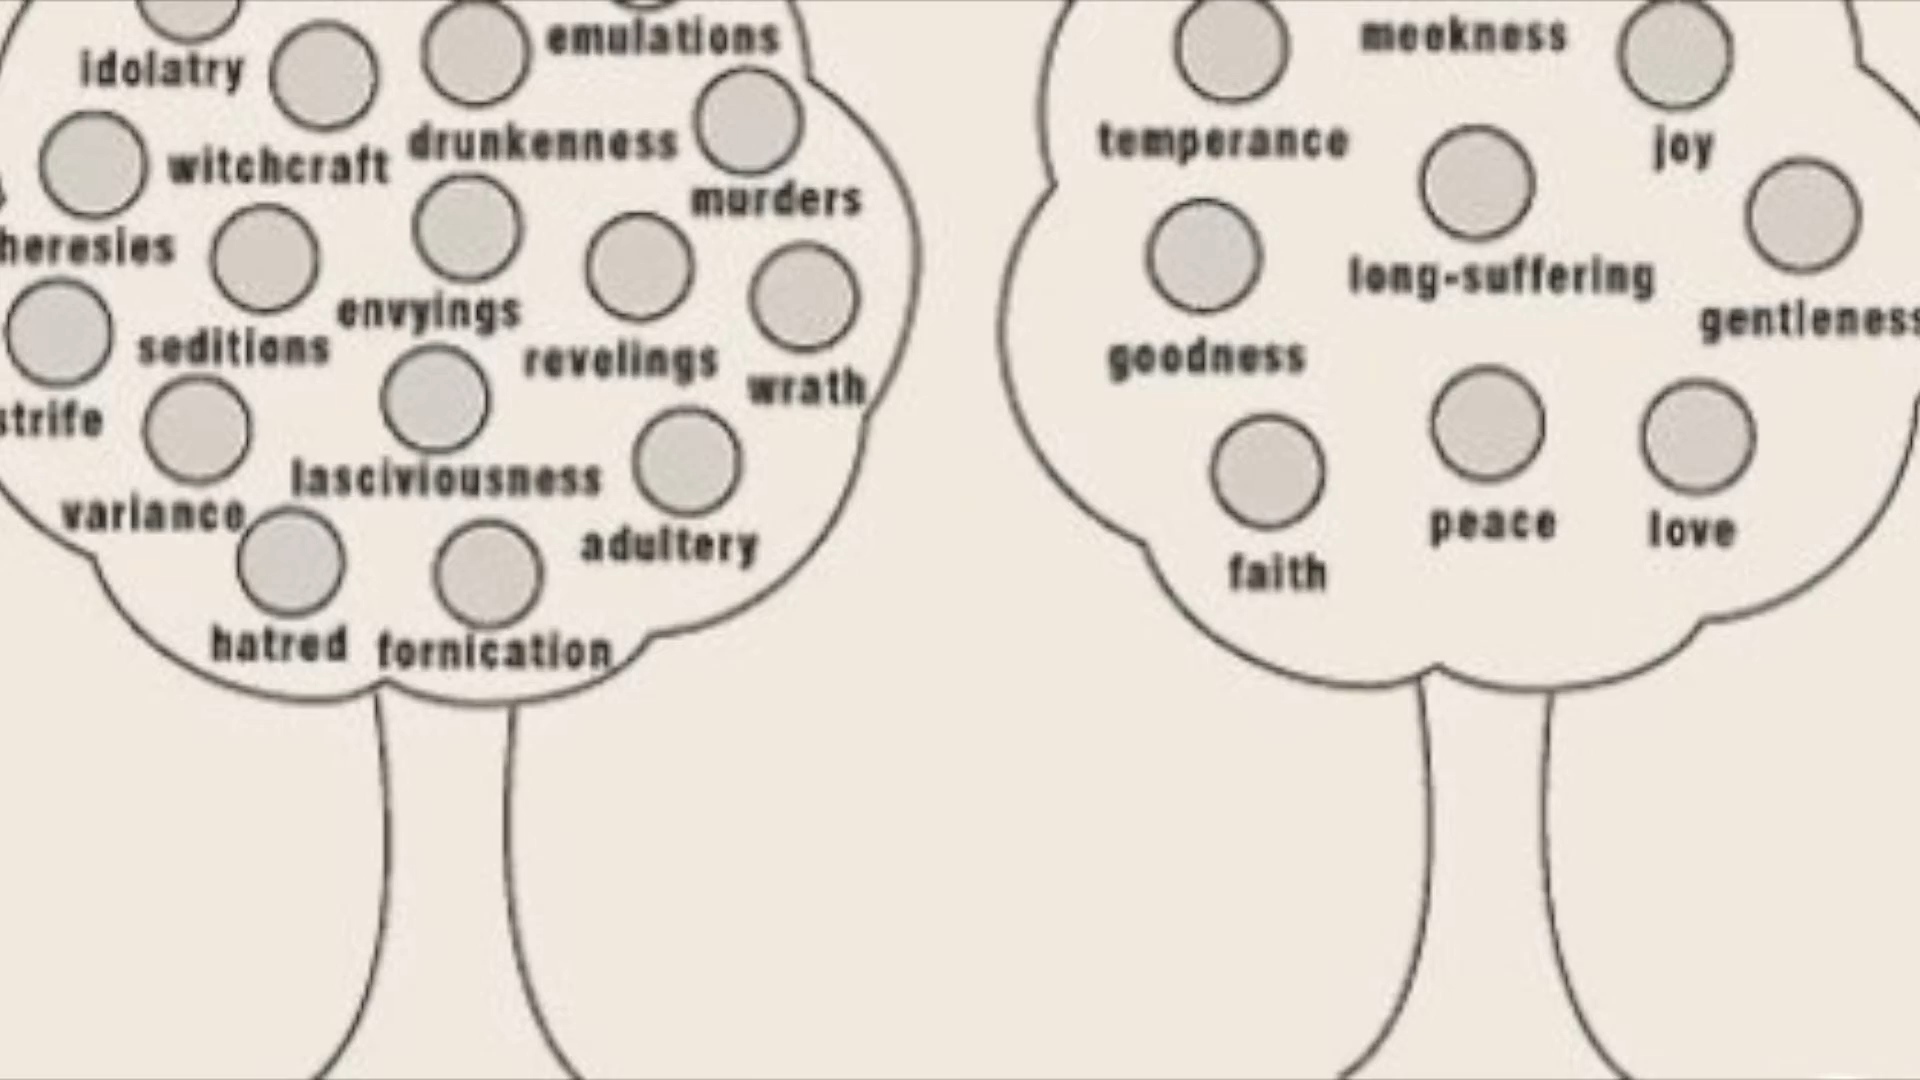 idolatry
emulations
witchcraft
drunkenness
murders
heresies
seditions
envyings
revelings
wrath
strife
variance
lasciviousness
adultery
hatred
fornication
meekness
temperance
joy
long-suffering
gentleness
goodness
peace
love
faith